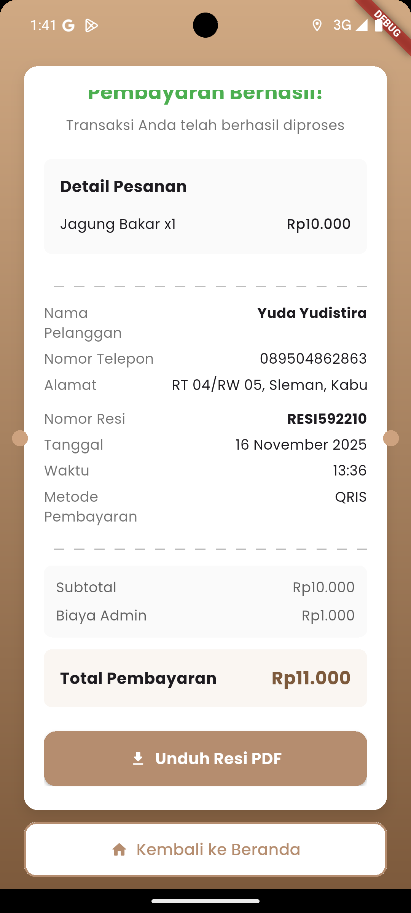 1:41
3G
DEBUG
Pembayaran Berhasil!
Transaksi Anda telah berhasil diproses
Detail Pesanan
Jagung Bakar x1 Rp10.000
Nama Pelanggan Yuda Yudistira
Nomor Telepon 089504862863
Alamat RT 04/RW 05, Sleman, Kabu
Nomor Resi RESI592210
Tanggal 16 November 2025
Waktu 13:36
Metode Pembayaran QRIS
Subtotal Rp10.000
Biaya Admin Rp1.000
Total Pembayaran Rp11.000
Unduh Resi PDF
Kembali ke Beranda